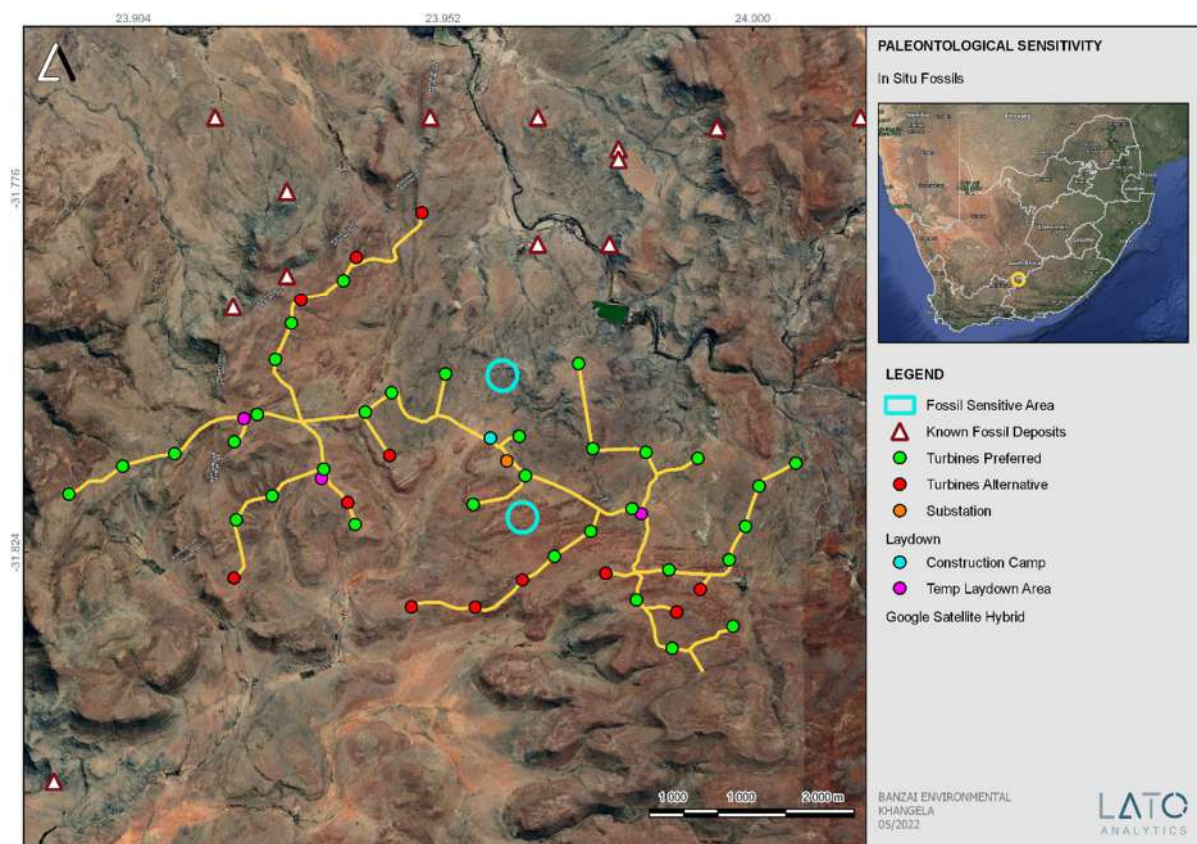 23.904
23.952
24.000
-31.776
-31.824
1 000
1 000
2 000 m
PALEONTOLOGICAL SENSITIVITY
In Situ Fossils
LEGEND
Fossil Sensitive Area
Known Fossil Deposits
Turbines Preferred
Turbines Alternative
Substation
Laydown
Construction Camp
Temp Laydown Area
Google Satellite Hybrid
BANZAI ENVIRONMENTAL
KHANGELA
05/2022
LATO
ANALYTICS